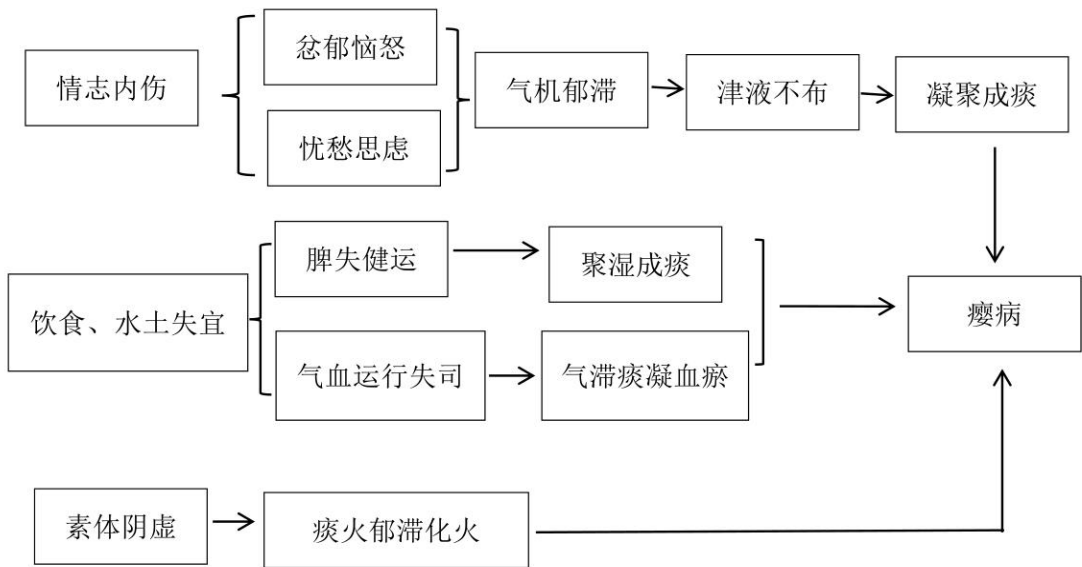 情志内伤
忿郁恼怒
忧愁思虑
气机郁滞
津液不布
凝聚成痰
饮食、水土失宜
脾失健运
聚湿成痰
气血运行失司
气滞痰凝血瘀
瘿病
素体阴虚
痰火郁滞化火